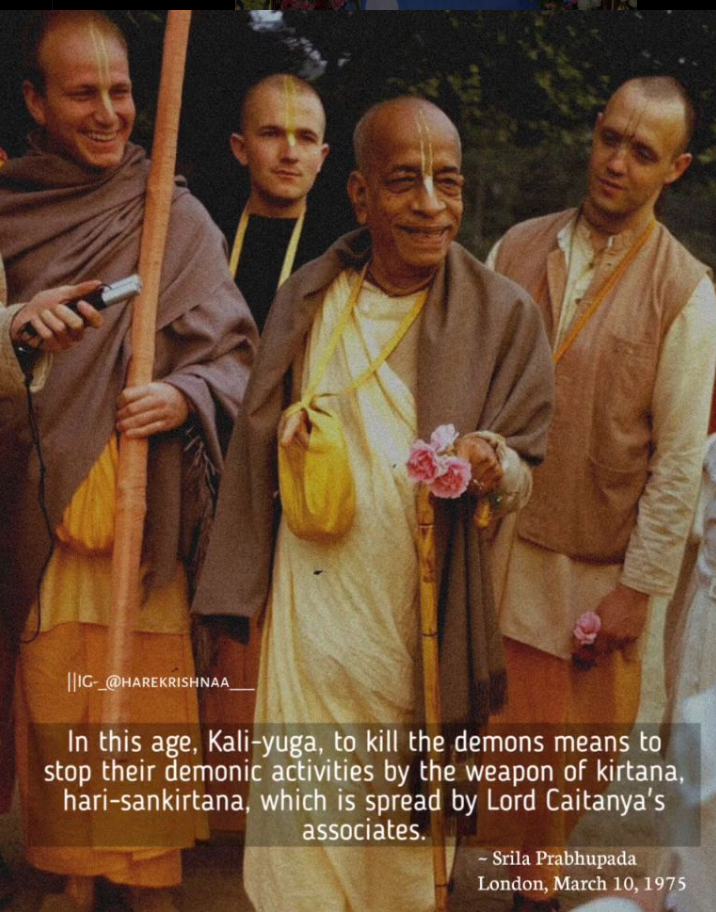 ||IG-_@HAREKRISHNAA___
In this age, Kali-yuga, to kill the demons means to
stop their demonic activities by the weapon of kirtana,
hari-sankirtana, which is spread by Lord Caitanya's
associates.
~ Srila Prabhupada
London, March 10, 1975